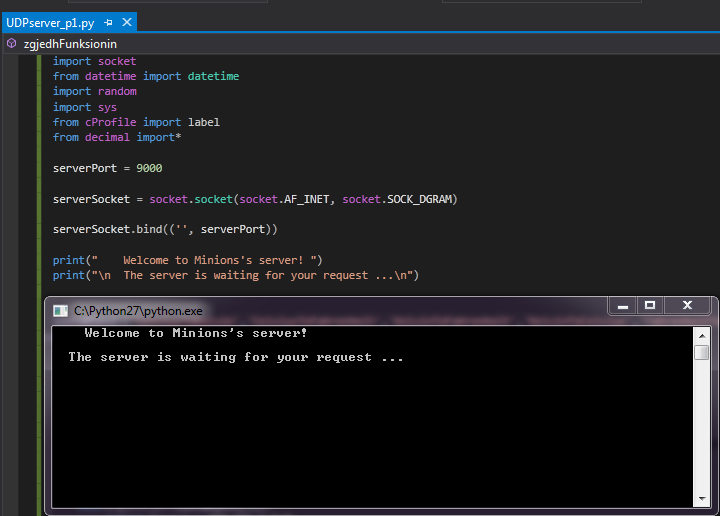 UDPserver_p1.py
zgjedhFunksionin
import socket
from datetime import datetime
import random
import sys
from cProfile import label
from decimal import*
serverPort = 9000
serverSocket = socket.socket(socket.AF_INET, socket.SOCK_DGRAM)
serverSocket.bind(('', serverPort))
print("    Welcome to Minions's server! ")
print("\n  The server is waiting for your request ...\n")
C:\Python27\python.exe
Welcome to Minions's server!
The server is waiting for your request ...